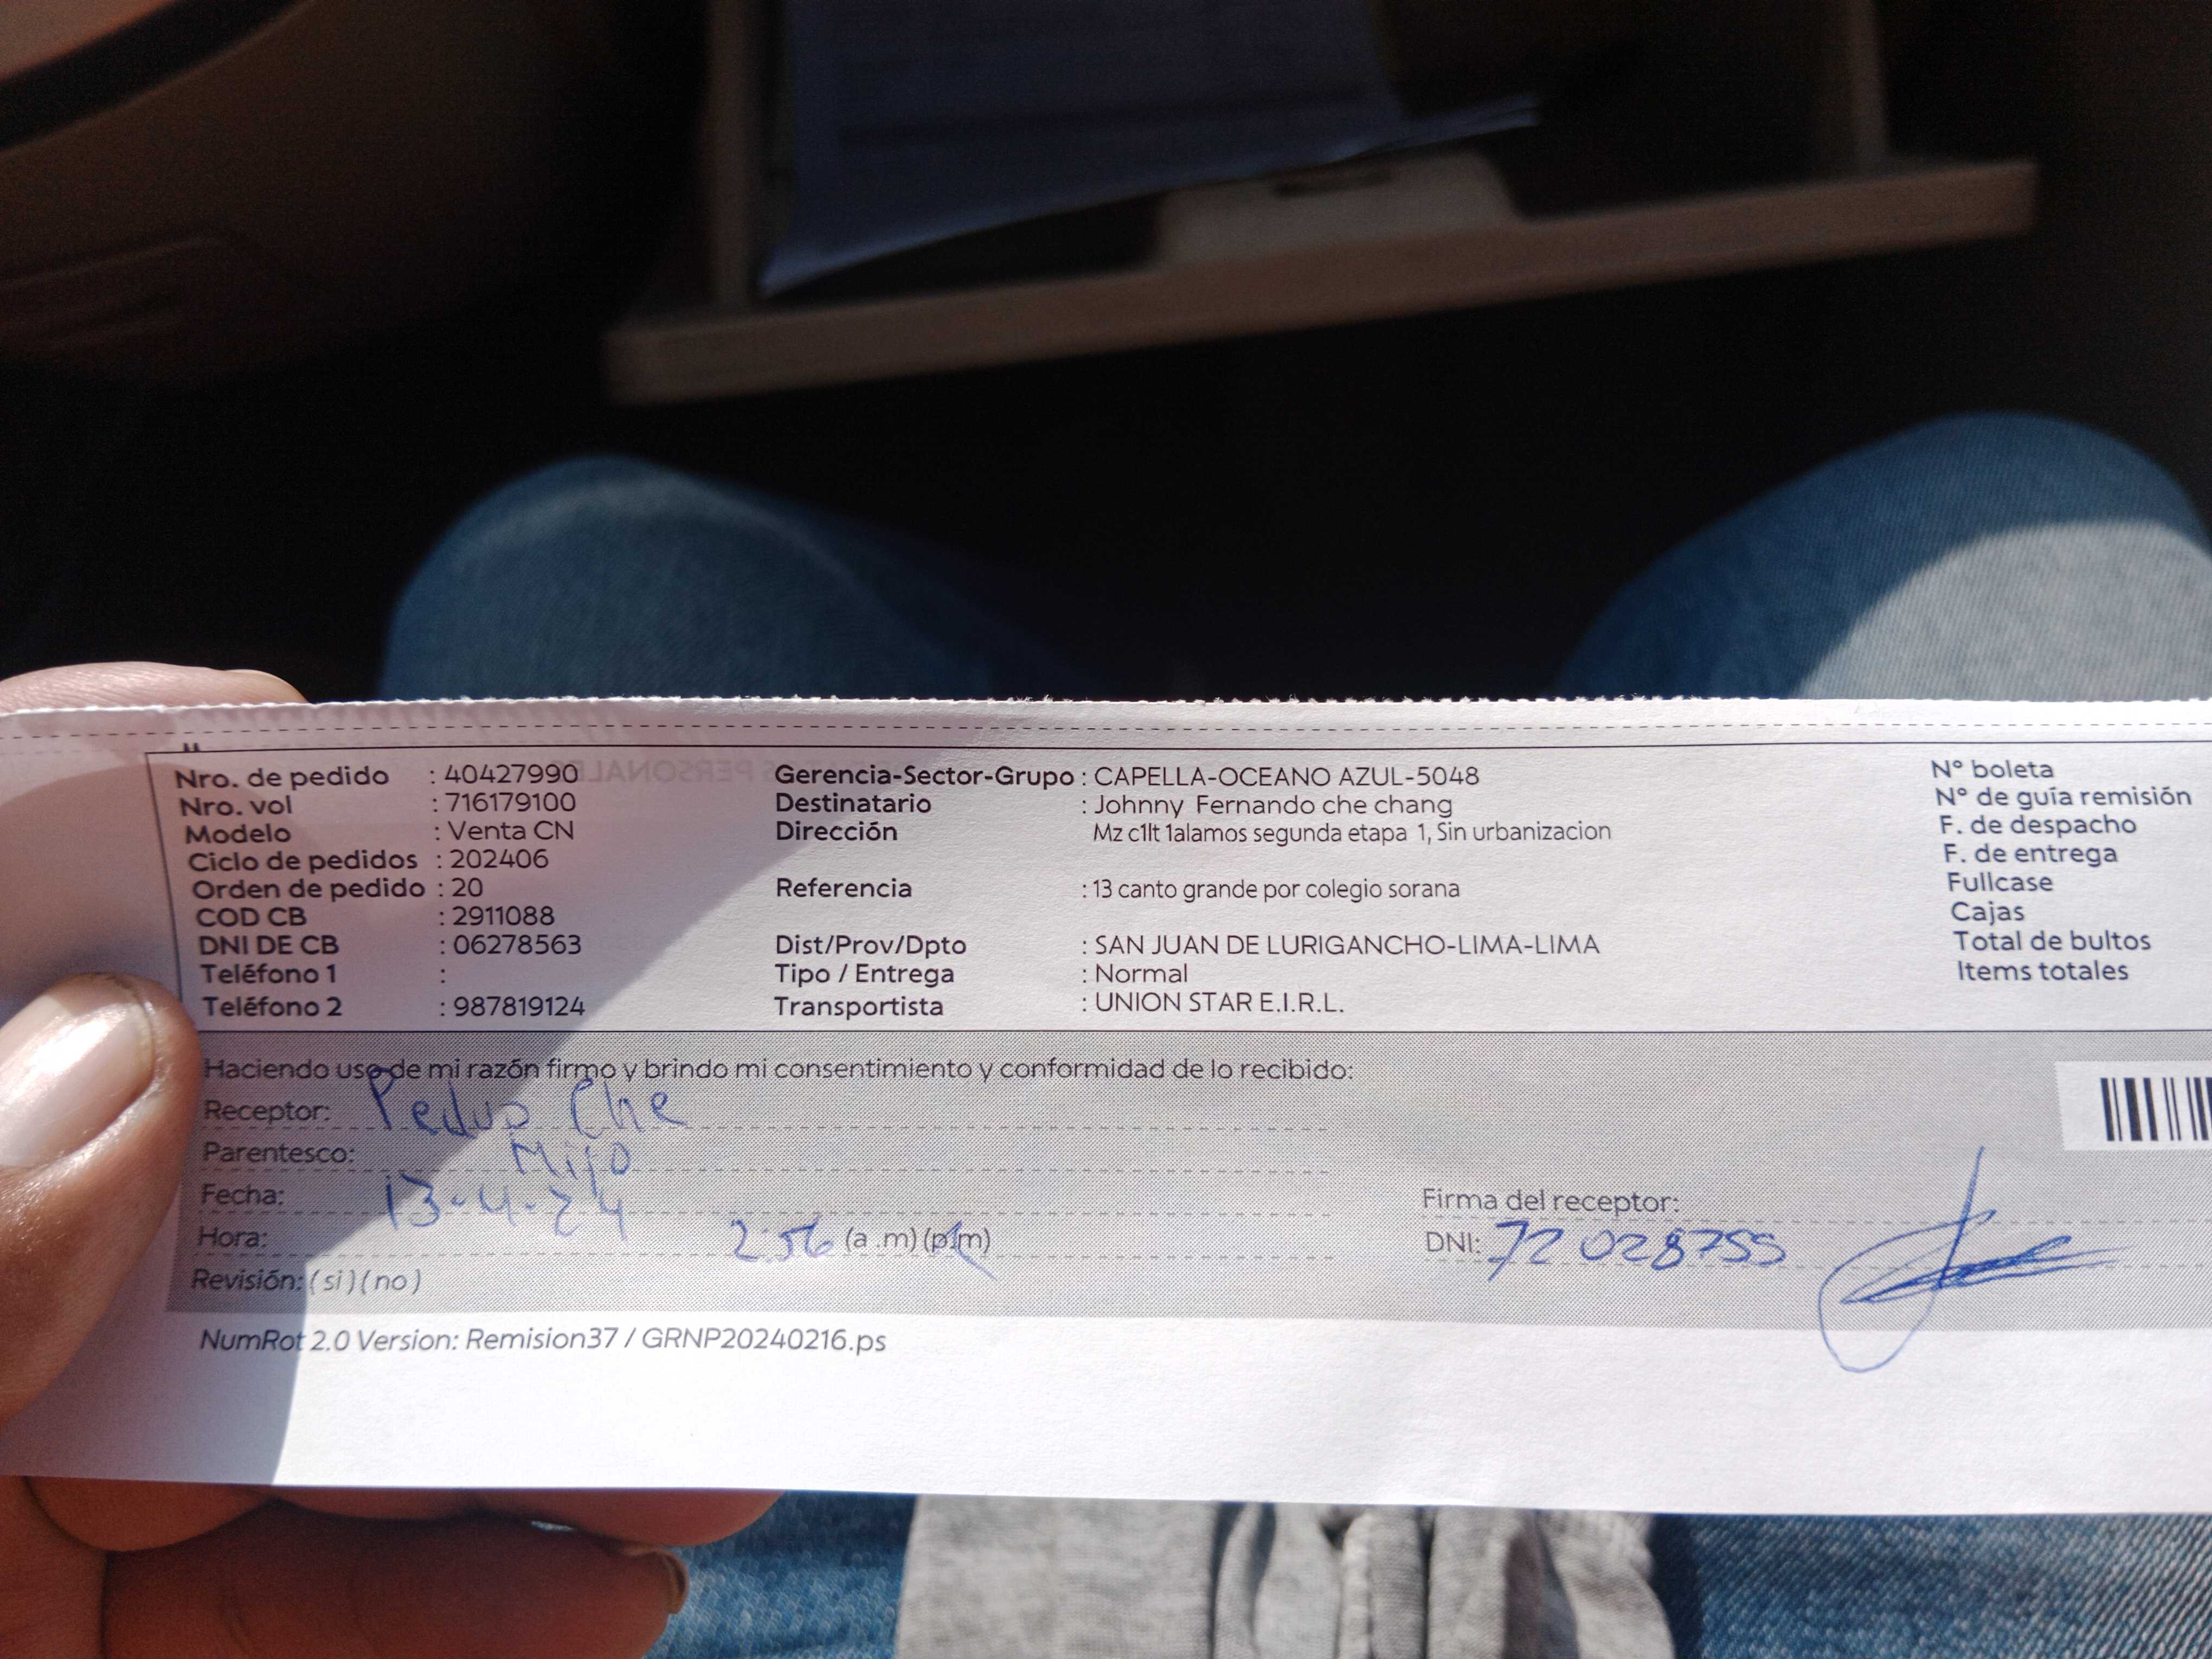 Nro. de pedido : 40427990 Gerencia-Sector-Grupo : CAPELLA-OCEANO AZUL-5048 N° boleta
Nro. vol : 716179100 Destinatario : Johnny Fernando che chang N° de guía remisión
Modelo : Venta CN Dirección Mz c1lt 1alamos segunda etapa 1, Sin urbanizacion F. de despacho
Ciclo de pedidos : 202406 F. de entrega
Orden de pedido : 20 Referencia : 13 canto grande por colegio sorana Fullcase
COD CB : 2911088 Cajas
DNI DE CB : 06278563 Dist/Prov/Dpto : SAN JUAN DE LURIGANCHO-LIMA-LIMA Total de bultos
Teléfono 1 : Tipo / Entrega : Normal Items totales
Teléfono 2 : 987819124 Transportista : UNION STAR E.I.R.L.
Haciendo uso de mi razón firmo y brindo mi consentimiento y conformidad de lo recibido:
Receptor: Pedro Che
Parentesco: Hijo
Fecha: 13-4-24 Firma del receptor:
Hora: 2:56 (a .m) (p.m) DNI: 72028755
Revisión: ( si ) ( no )
NumRot 2.0 Version: Remision37 / GRNP20240216.ps